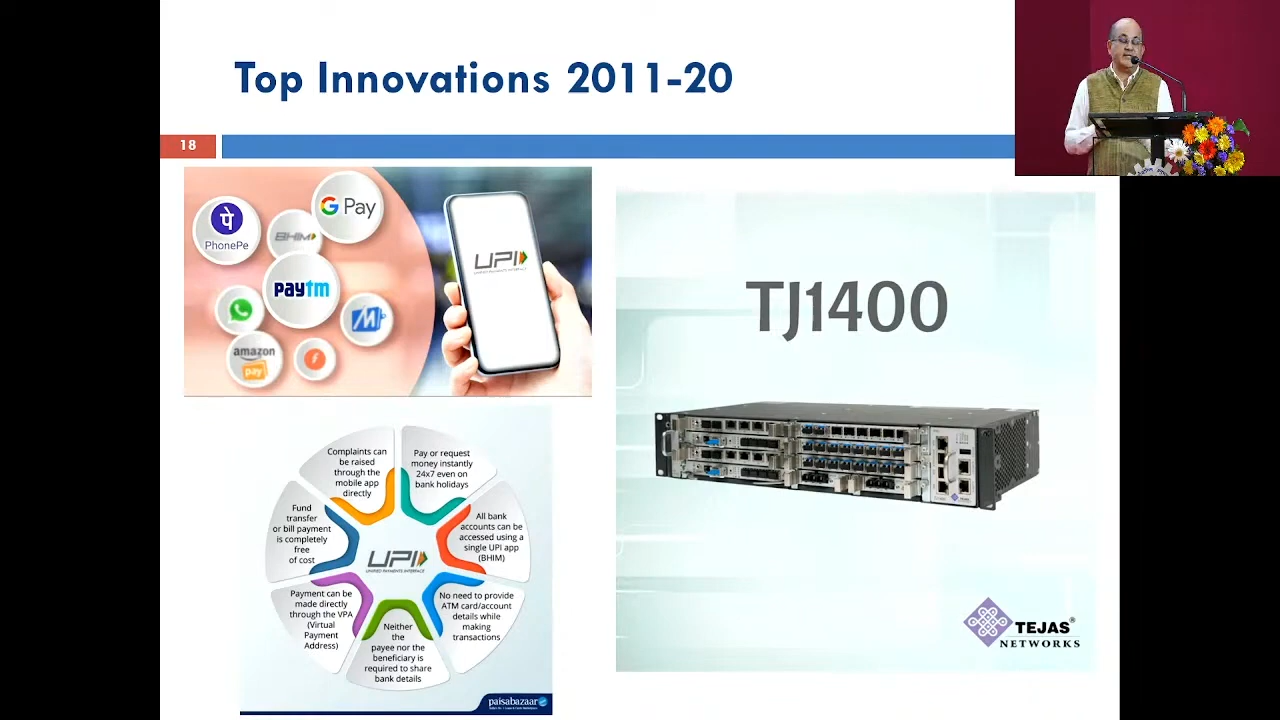 Top Innovations 2011-20
18
पे
PhonePe
BHIM
G Pay
paytm
amazon
pay
UPI
UNIFIED PAYMENTS INTERFACE
TJ1400
TEJAS®
NETWORKS
Complaints can
be raised
through the
mobile app
directly
Pay or request
money instantly
24x7 even on
bank holidays
All bank
accounts can be
accessed using a
single UPI app
(BHIM)
No need to provide
ATM card/account
details while
making
transactions
Neither
the
payee nor the
beneficiary is
required to share
bank details
Payment can be
made directly
through the VPA
(Virtual
Payment
Address)
Fund
transfer
or bill payment
is completely
free
of cost
UPI
UNIFIED PAYMENTS INTERFACE
paisabazaar